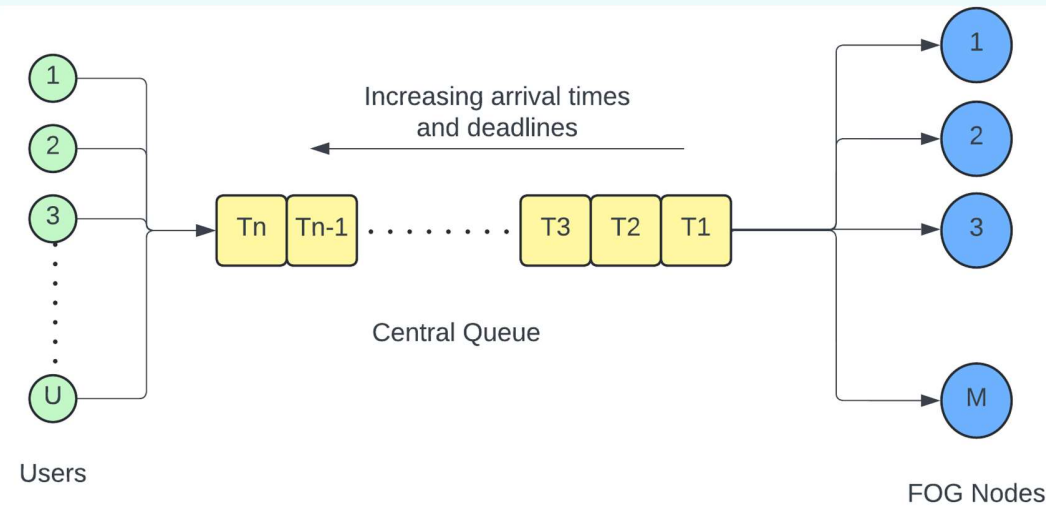 1
2
3
U
Users
Increasing arrival times
and deadlines
Tn Tn-1 ........ T3 T2 T1
Central Queue
1
2
3
M
FOG Nodes